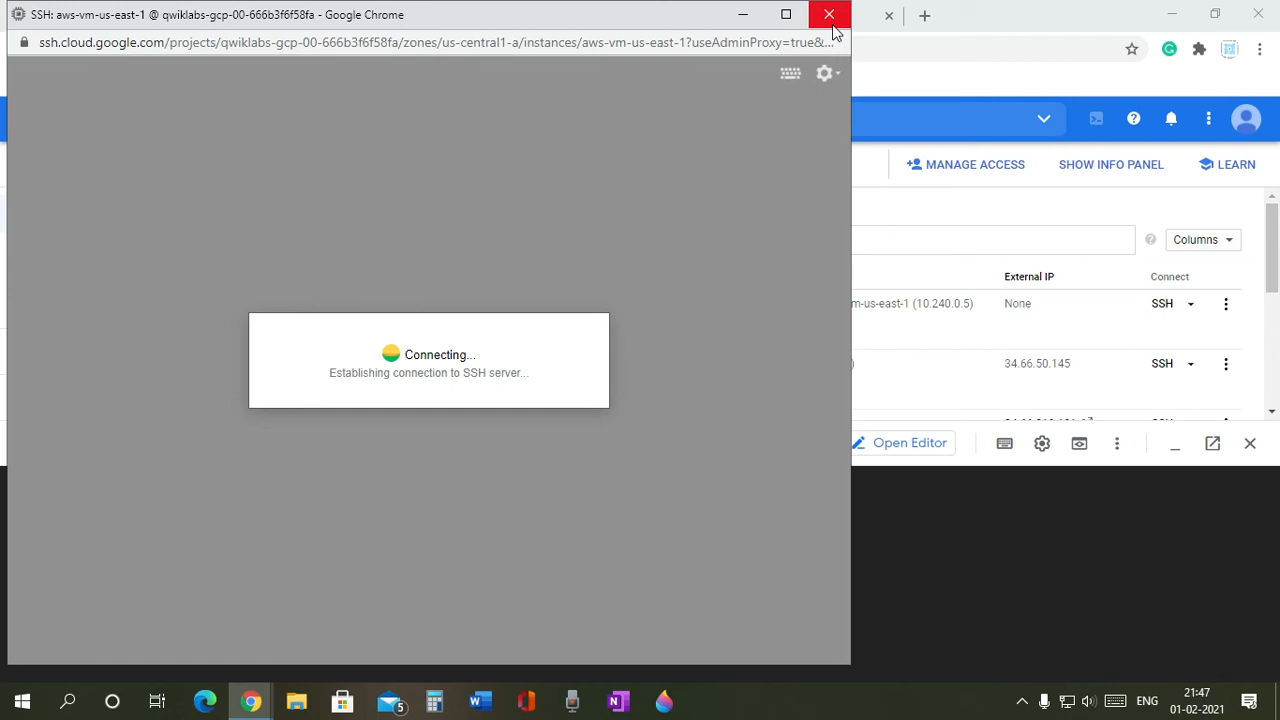 SSH: aws-vm-us-east-1 @ qwiklabs-gcp-00-666b3f6f58fa - Google Chrome
ssh.cloud.google.com/projects/qwiklabs-gcp-00-666b3f6f58fa/zones/us-central1-a/instances/aws-vm-us-east-1?useAdminProxy=true&...
MANAGE ACCESS SHOW INFO PANEL LEARN
Columns
External IP Connect
m-us-east-1 (10.240.0.5) None SSH
) 34.66.50.145 SSH
Connecting...
Establishing connection to SSH server...
Open Editor
5
ENG
21:47
01-02-2021